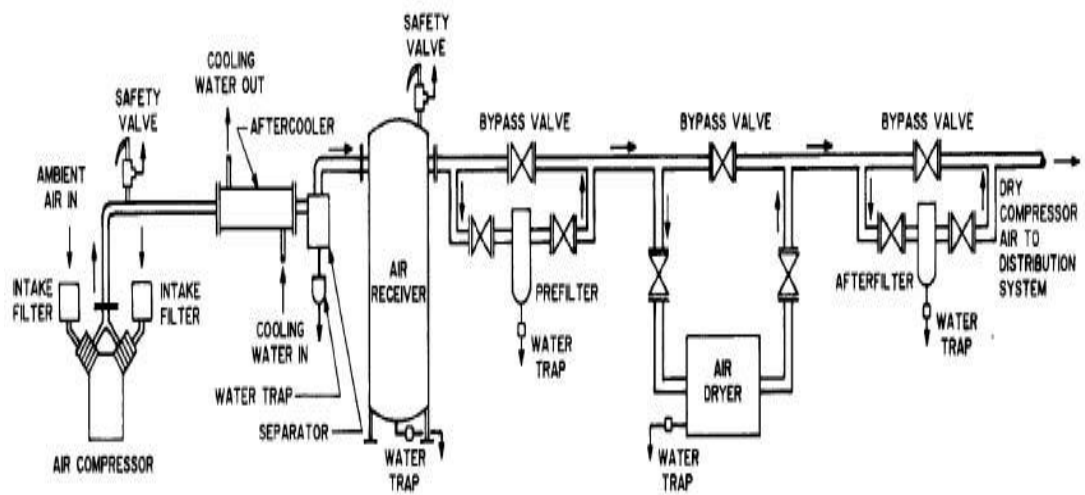 SAFETY
VALVE
COOLING
WATER OUT
SAFETY
VALVE
AFTERCOOLER
BYPASS VALVE
BYPASS VALVE
BYPASS VALVE
AMBIENT
AIR IN
INTAKE
FILTER
INTAKE
FILTER
COOLING
WATER IN
WATER TRAP
SEPARATOR
AIR COMPRESSOR
AIR
RECEIVER
WATER
TRAP
PREFILTER
WATER
TRAP
AIR
DRYER
WATER
TRAP
AFTERFILTER
WATER
TRAP
DRY
COMPRESSOR
AIR TO
DISTRIBUTION
SYSTEM